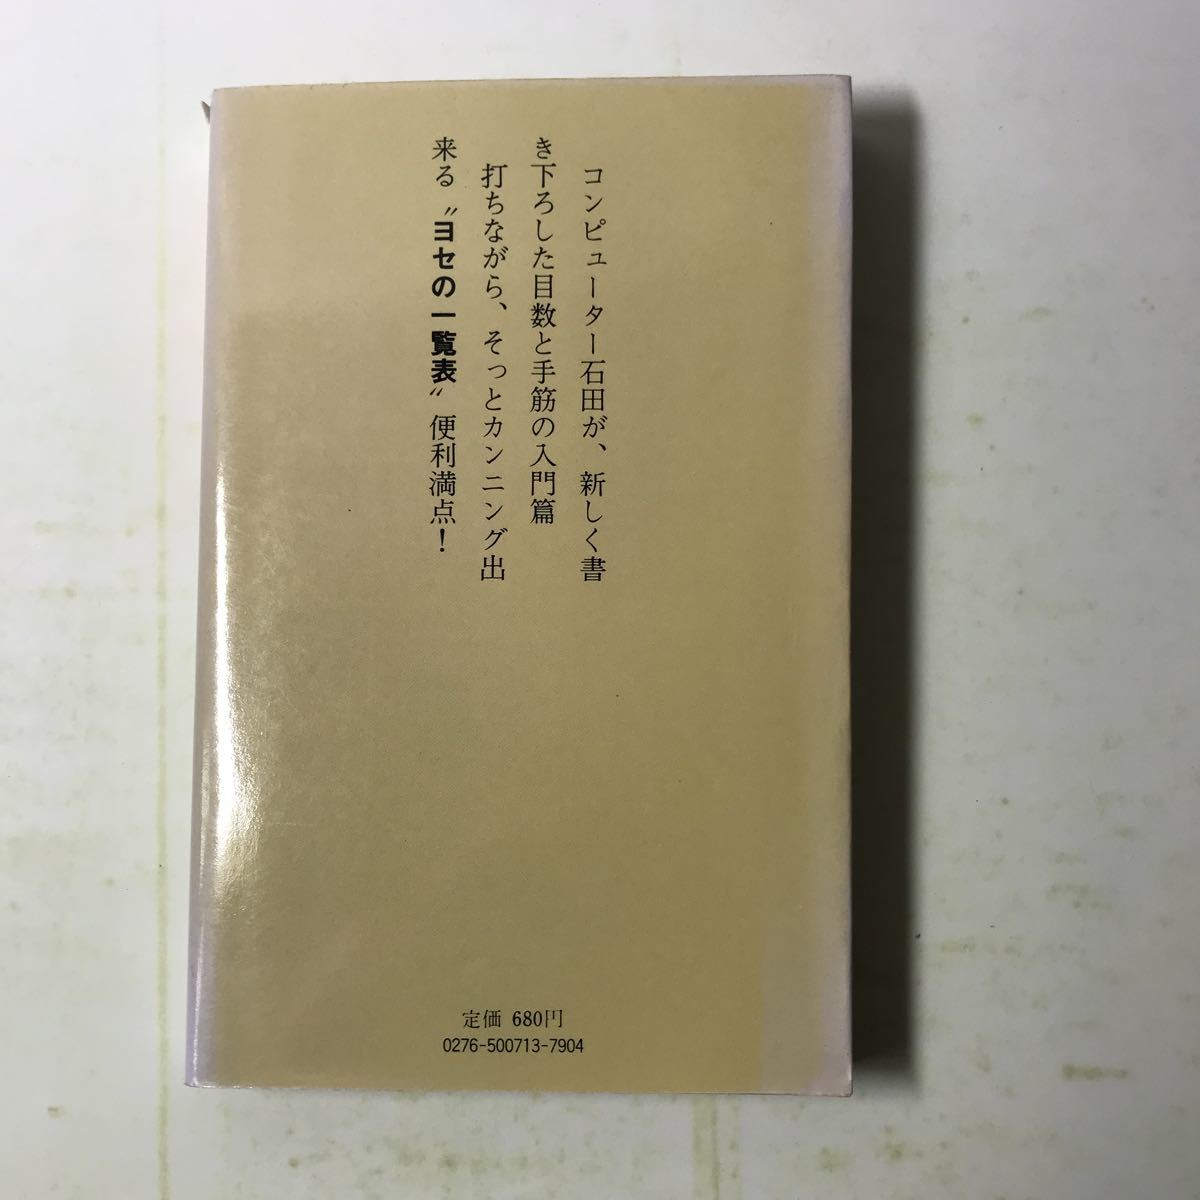 コンピューター石田が、新しく書
き下ろした目数と手筋の入門篇
打ちながら、そっとカンニング出
来る〝ヨセの一覧表〟便利満点！
定価 680円
0276-500713-7904